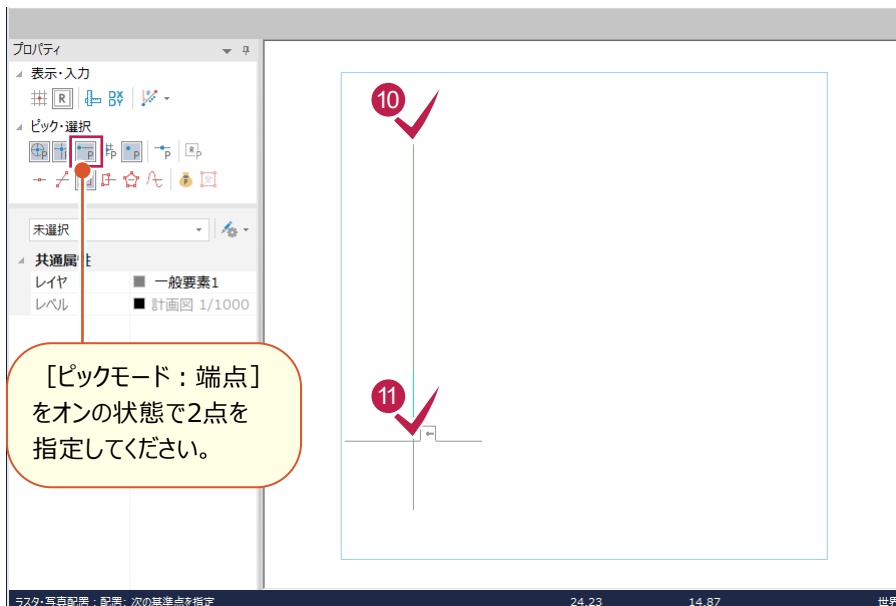 プロパティ
表示・入力
ピック・選択
未選択
共通属
レイヤ 一般要素1
レベル 計画図 1/1000
[ピックモード：端点]
をオンの状態で2点を
指定してください。
10
11
ラスタ・写真配置：配置: 次の基準点を指定 24.23 14.87 世界